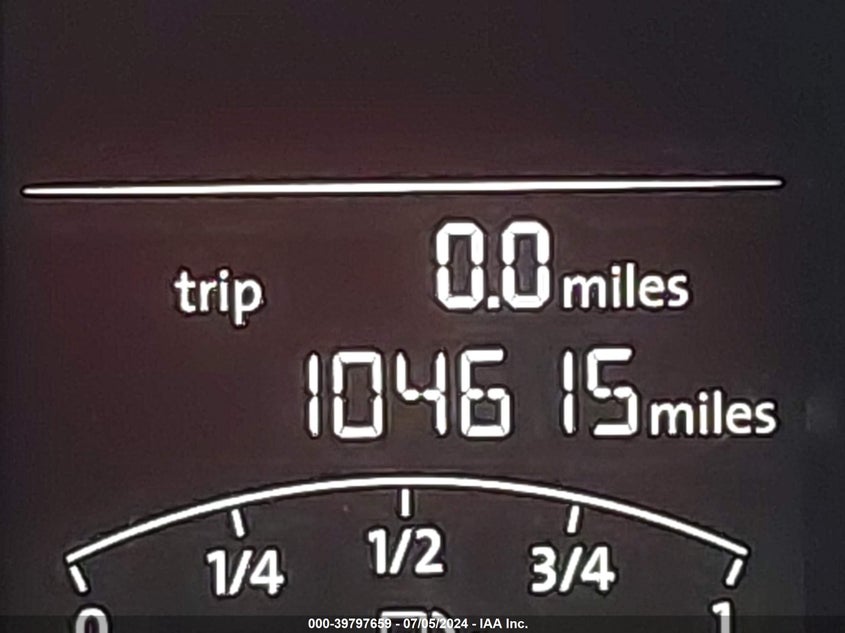 trip 0.0 miles
104615 miles
0 1/4 1/2 3/4 1
000-39797659 - 07/05/2024 - IAA Inc.